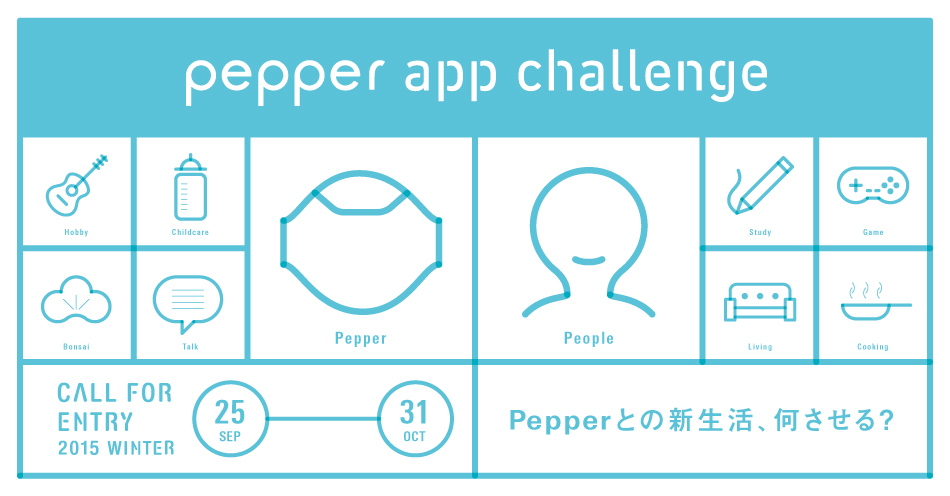 pepper app challenge
Hobby
Childcare
Bonsai
Talk
Pepper
People
Study
Game
Living
Cooking
CALL FOR
ENTRY
2015 WINTER
25
SEP
31
OCT
Pepperとの新生活、何させる?